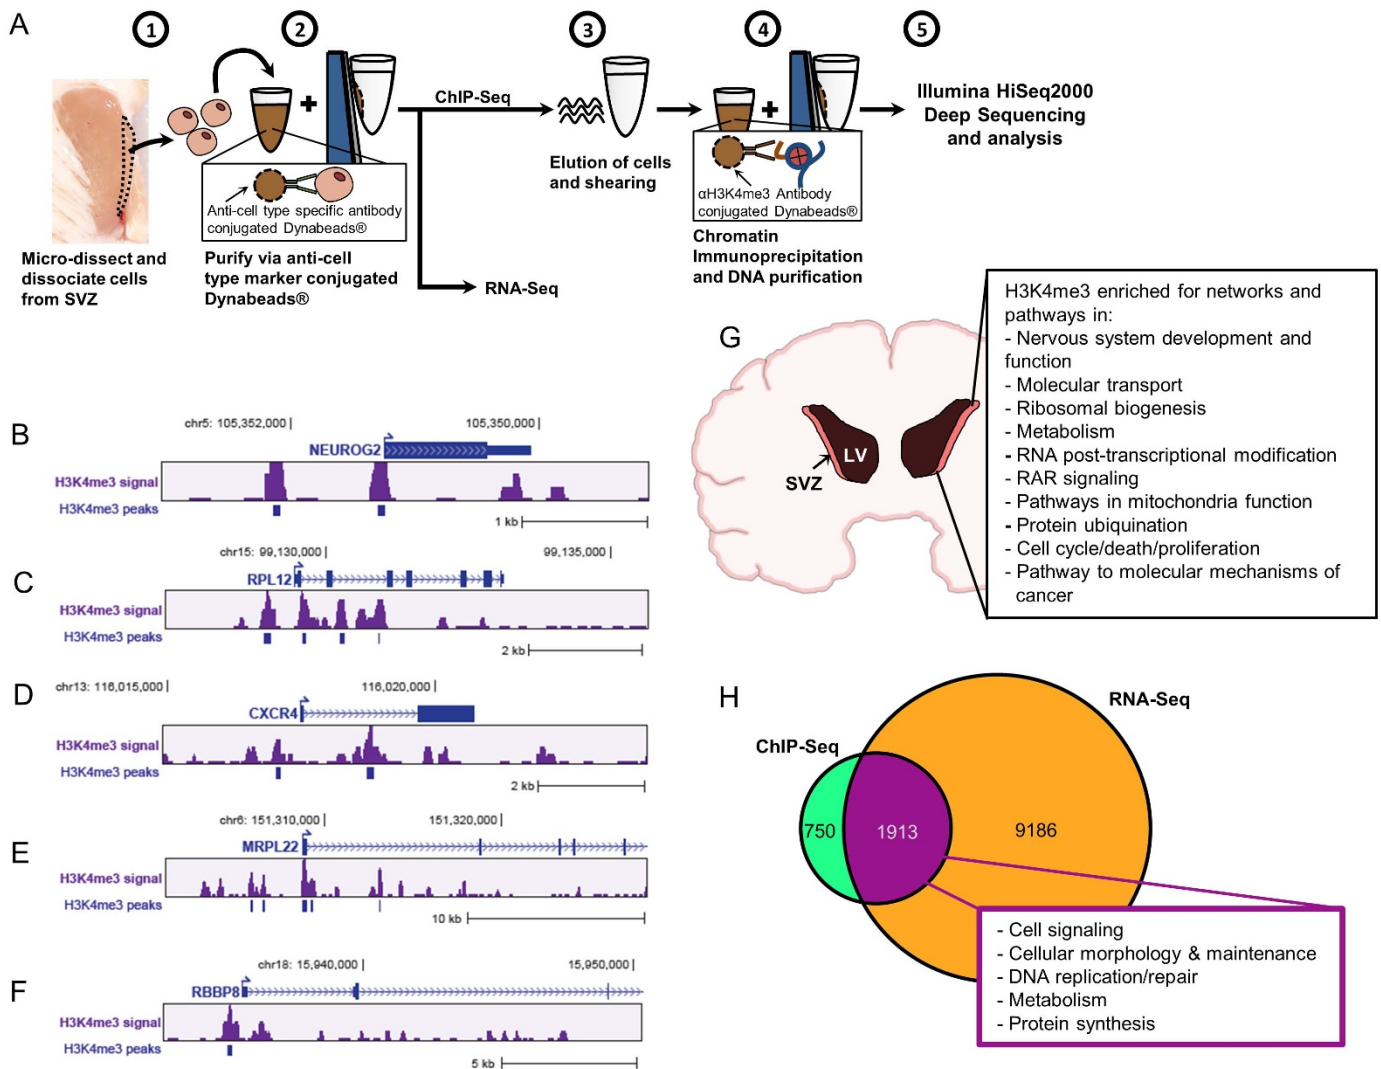 A
1
2
3
4
5
ChIP-Seq
Illumina HiSeq2000
Deep Sequencing
and analysis
Elution of cells
and shearing
Anti-cell type specific antibody
conjugated Dynabeads®
αH3K4me3 Antibody
conjugated Dynabeads®
Micro-dissect and
dissociate cells
from SVZ
Purify via anti-cell
type marker conjugated
Dynabeads®
RNA-Seq
Chromatin
Immunoprecipitation
and DNA purification
B
chr5: 105,352,000
105,350,000
NEUROG2
H3K4me3 signal
H3K4me3 peaks
1 kb
C
chr15: 99,130,000
99,135,000
RPL12
H3K4me3 signal
H3K4me3 peaks
2 kb
D
chr13: 116,015,000
116,020,000
CXCR4
H3K4me3 signal
H3K4me3 peaks
2 kb
E
chr6: 151,310,000
151,320,000
MRPL22
H3K4me3 signal
H3K4me3 peaks
10 kb
F
chr18: 15,940,000
15,950,000
RBBP8
H3K4me3 signal
H3K4me3 peaks
5 kb
G
LV
SVZ
H3K4me3 enriched for networks and
pathways in:
- Nervous system development and
function
- Molecular transport
- Ribosomal biogenesis
- Metabolism
- RNA post-transcriptional modification
- RAR signaling
- Pathways in mitochondria function
- Protein ubiquination
- Cell cycle/death/proliferation
- Pathway to molecular mechanisms of
cancer
H
RNA-Seq
ChIP-Seq
750
1913
9186
- Cell signaling
- Cellular morphology & maintenance
- DNA replication/repair
- Metabolism
- Protein synthesis